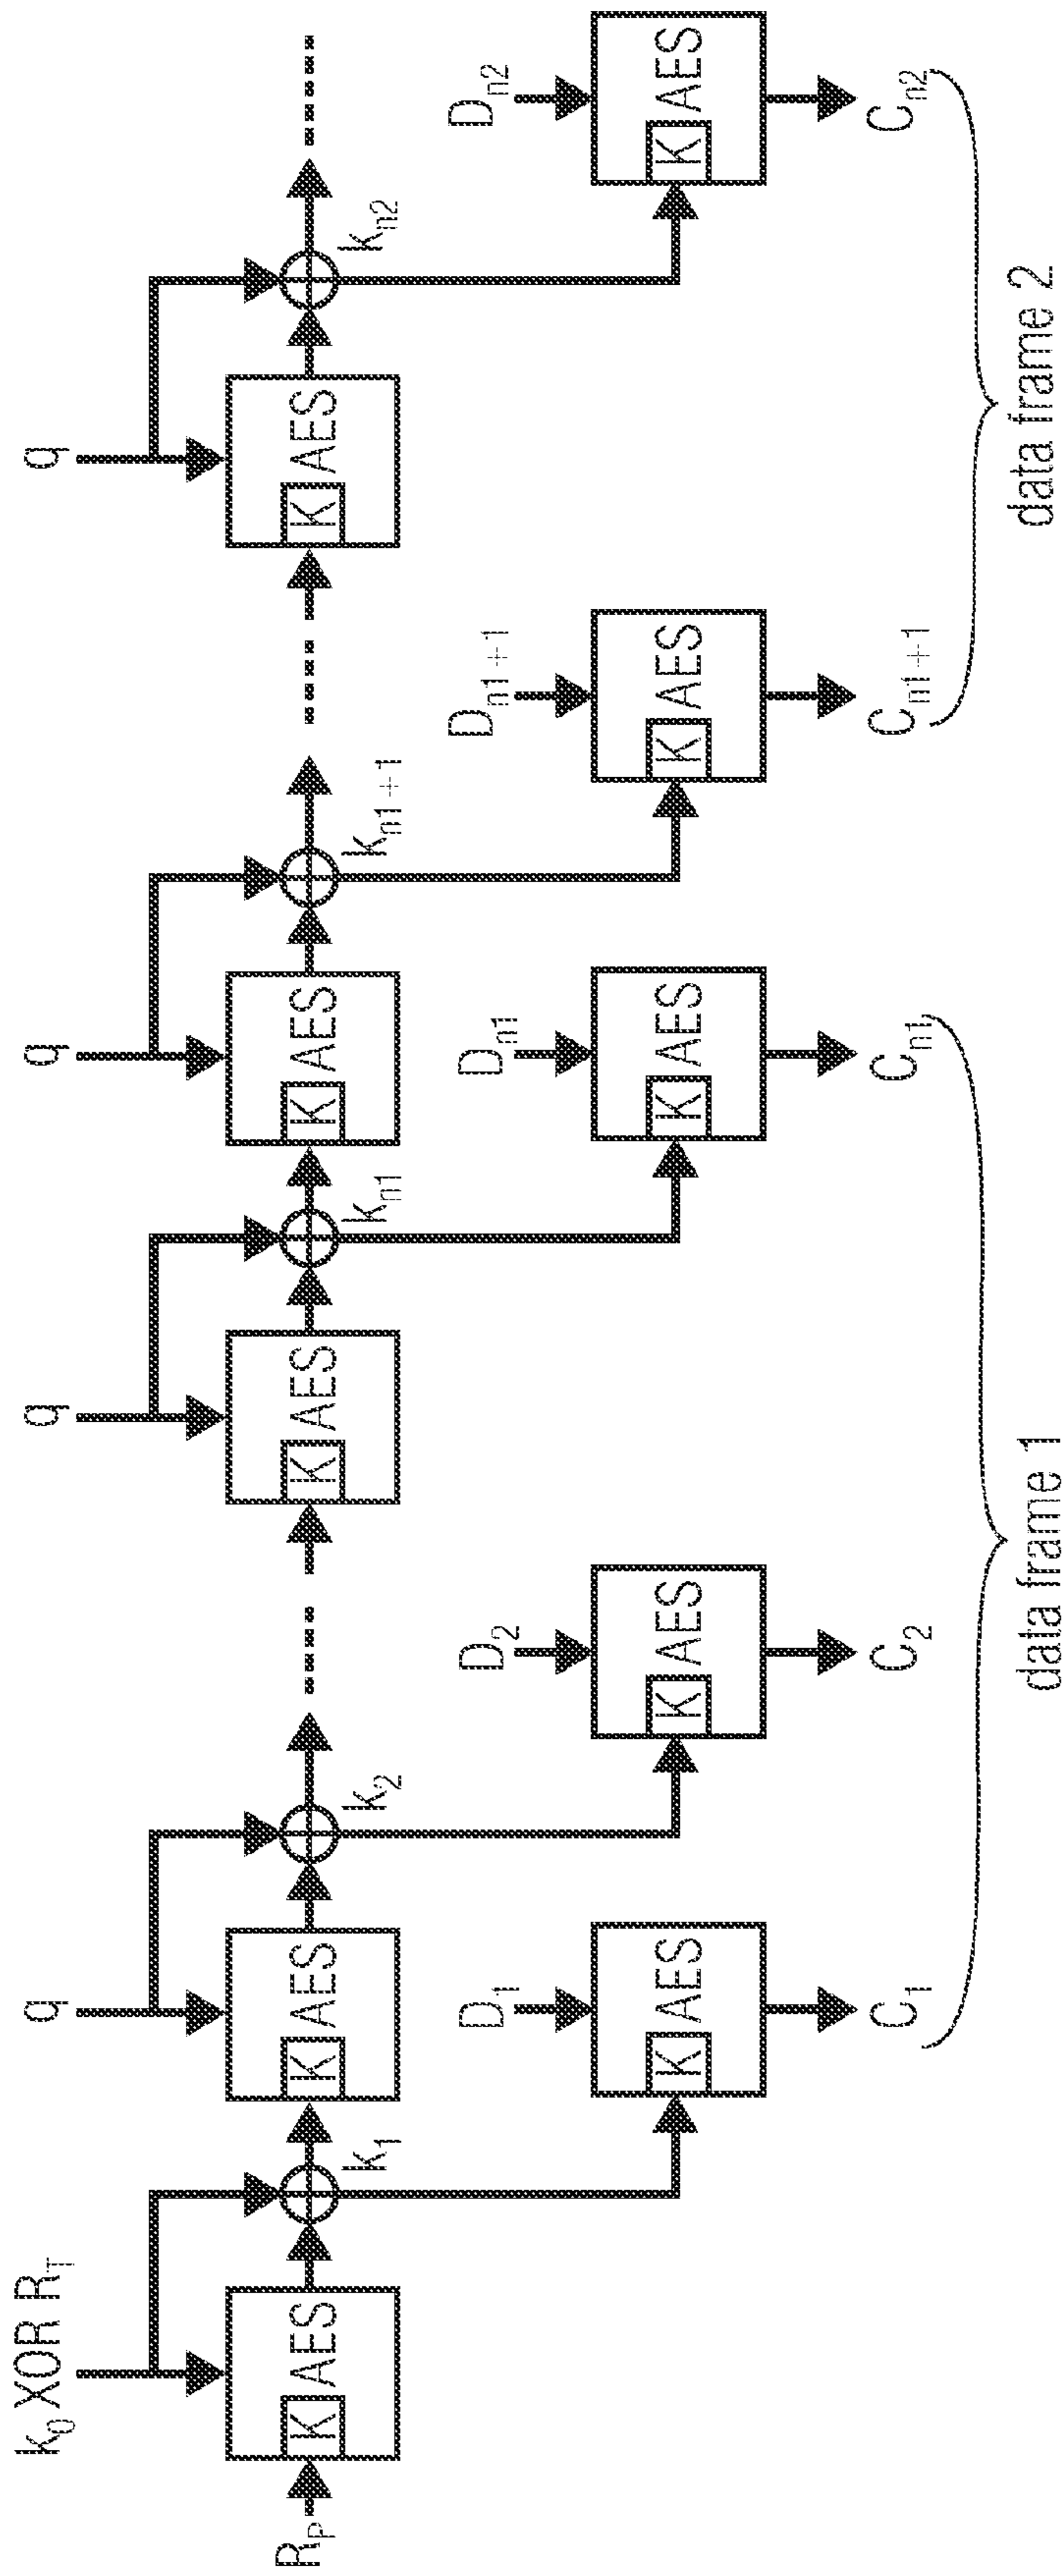 k0 XOR RT q q q q q
RP K AES K AES K AES K AES K AES
k1 k2 kn1 kn1+1 kn2
D1 D2 Dn1 Dn1+1 Dn2
K AES K AES K AES K AES K AES
C1 C2 Cn1 Cn1+1 Cn2
data frame 1 data frame 2